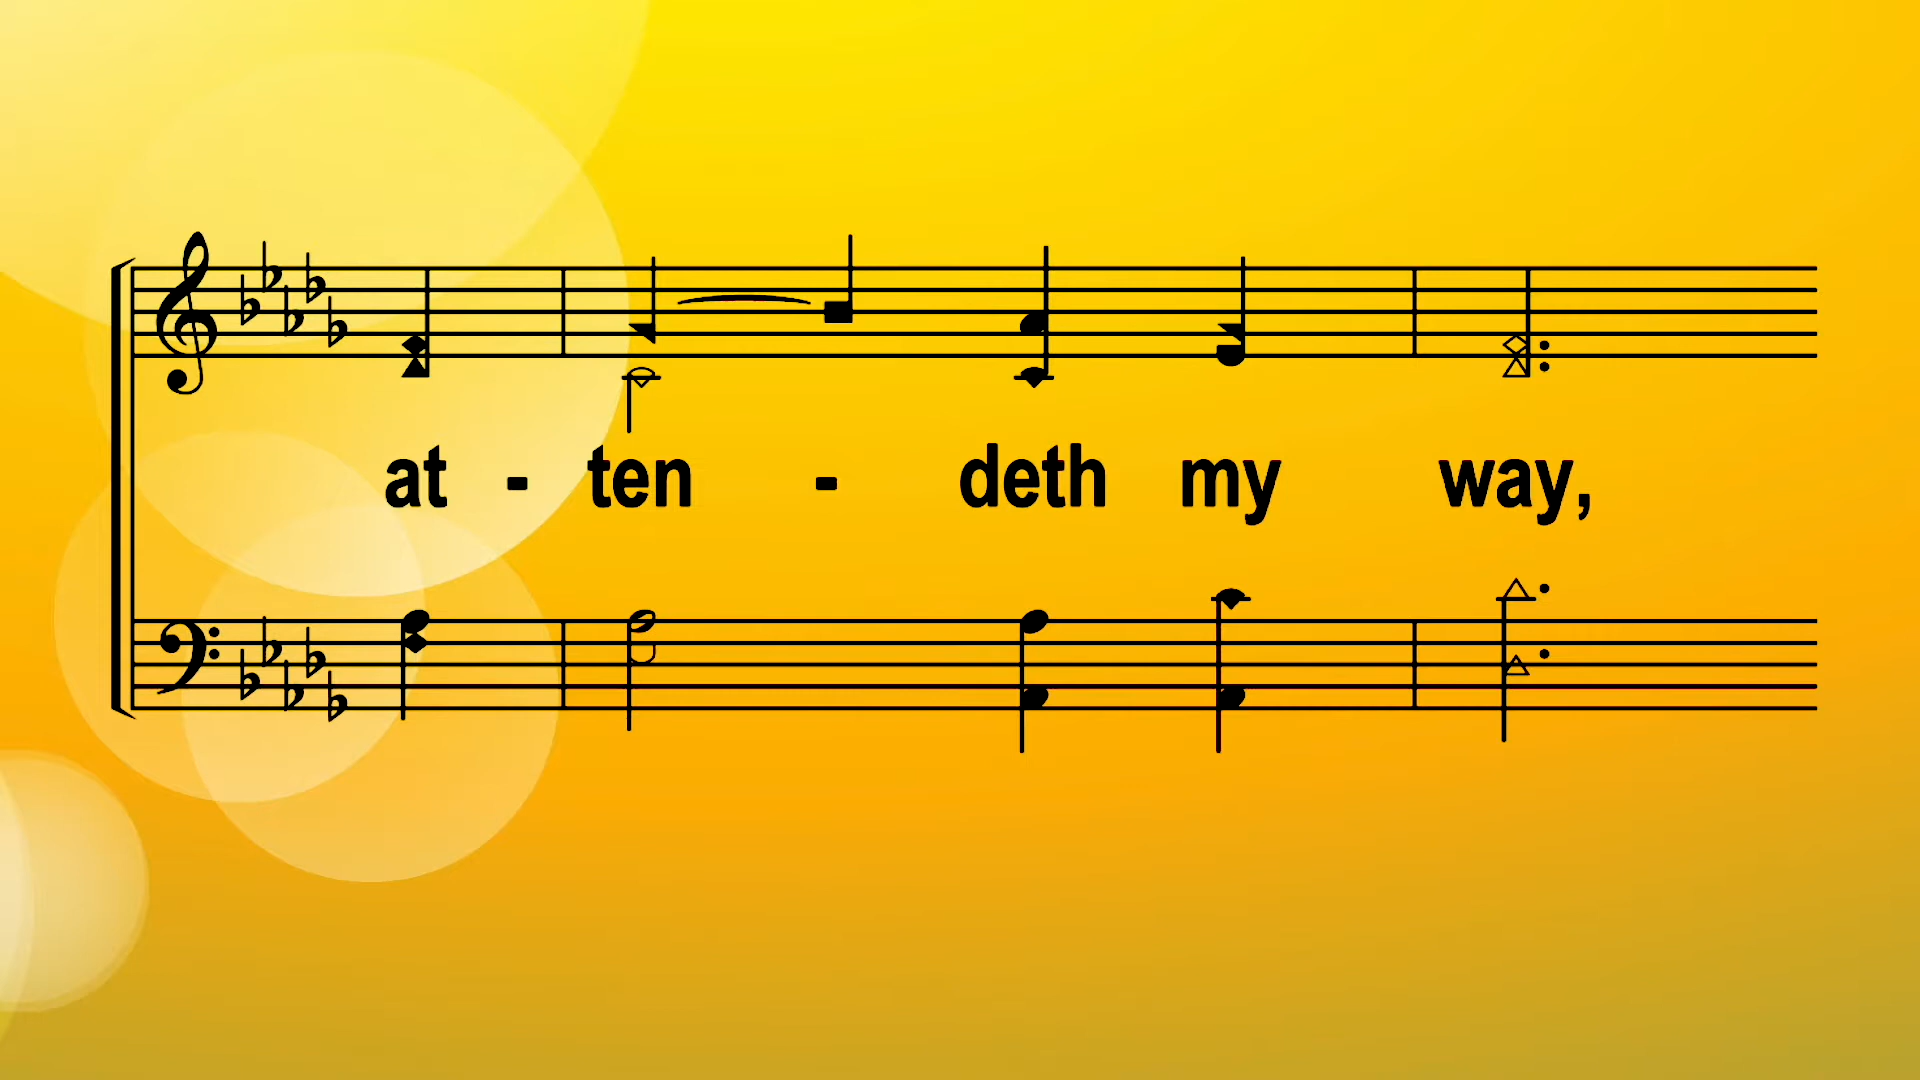 at - ten - deth my way,